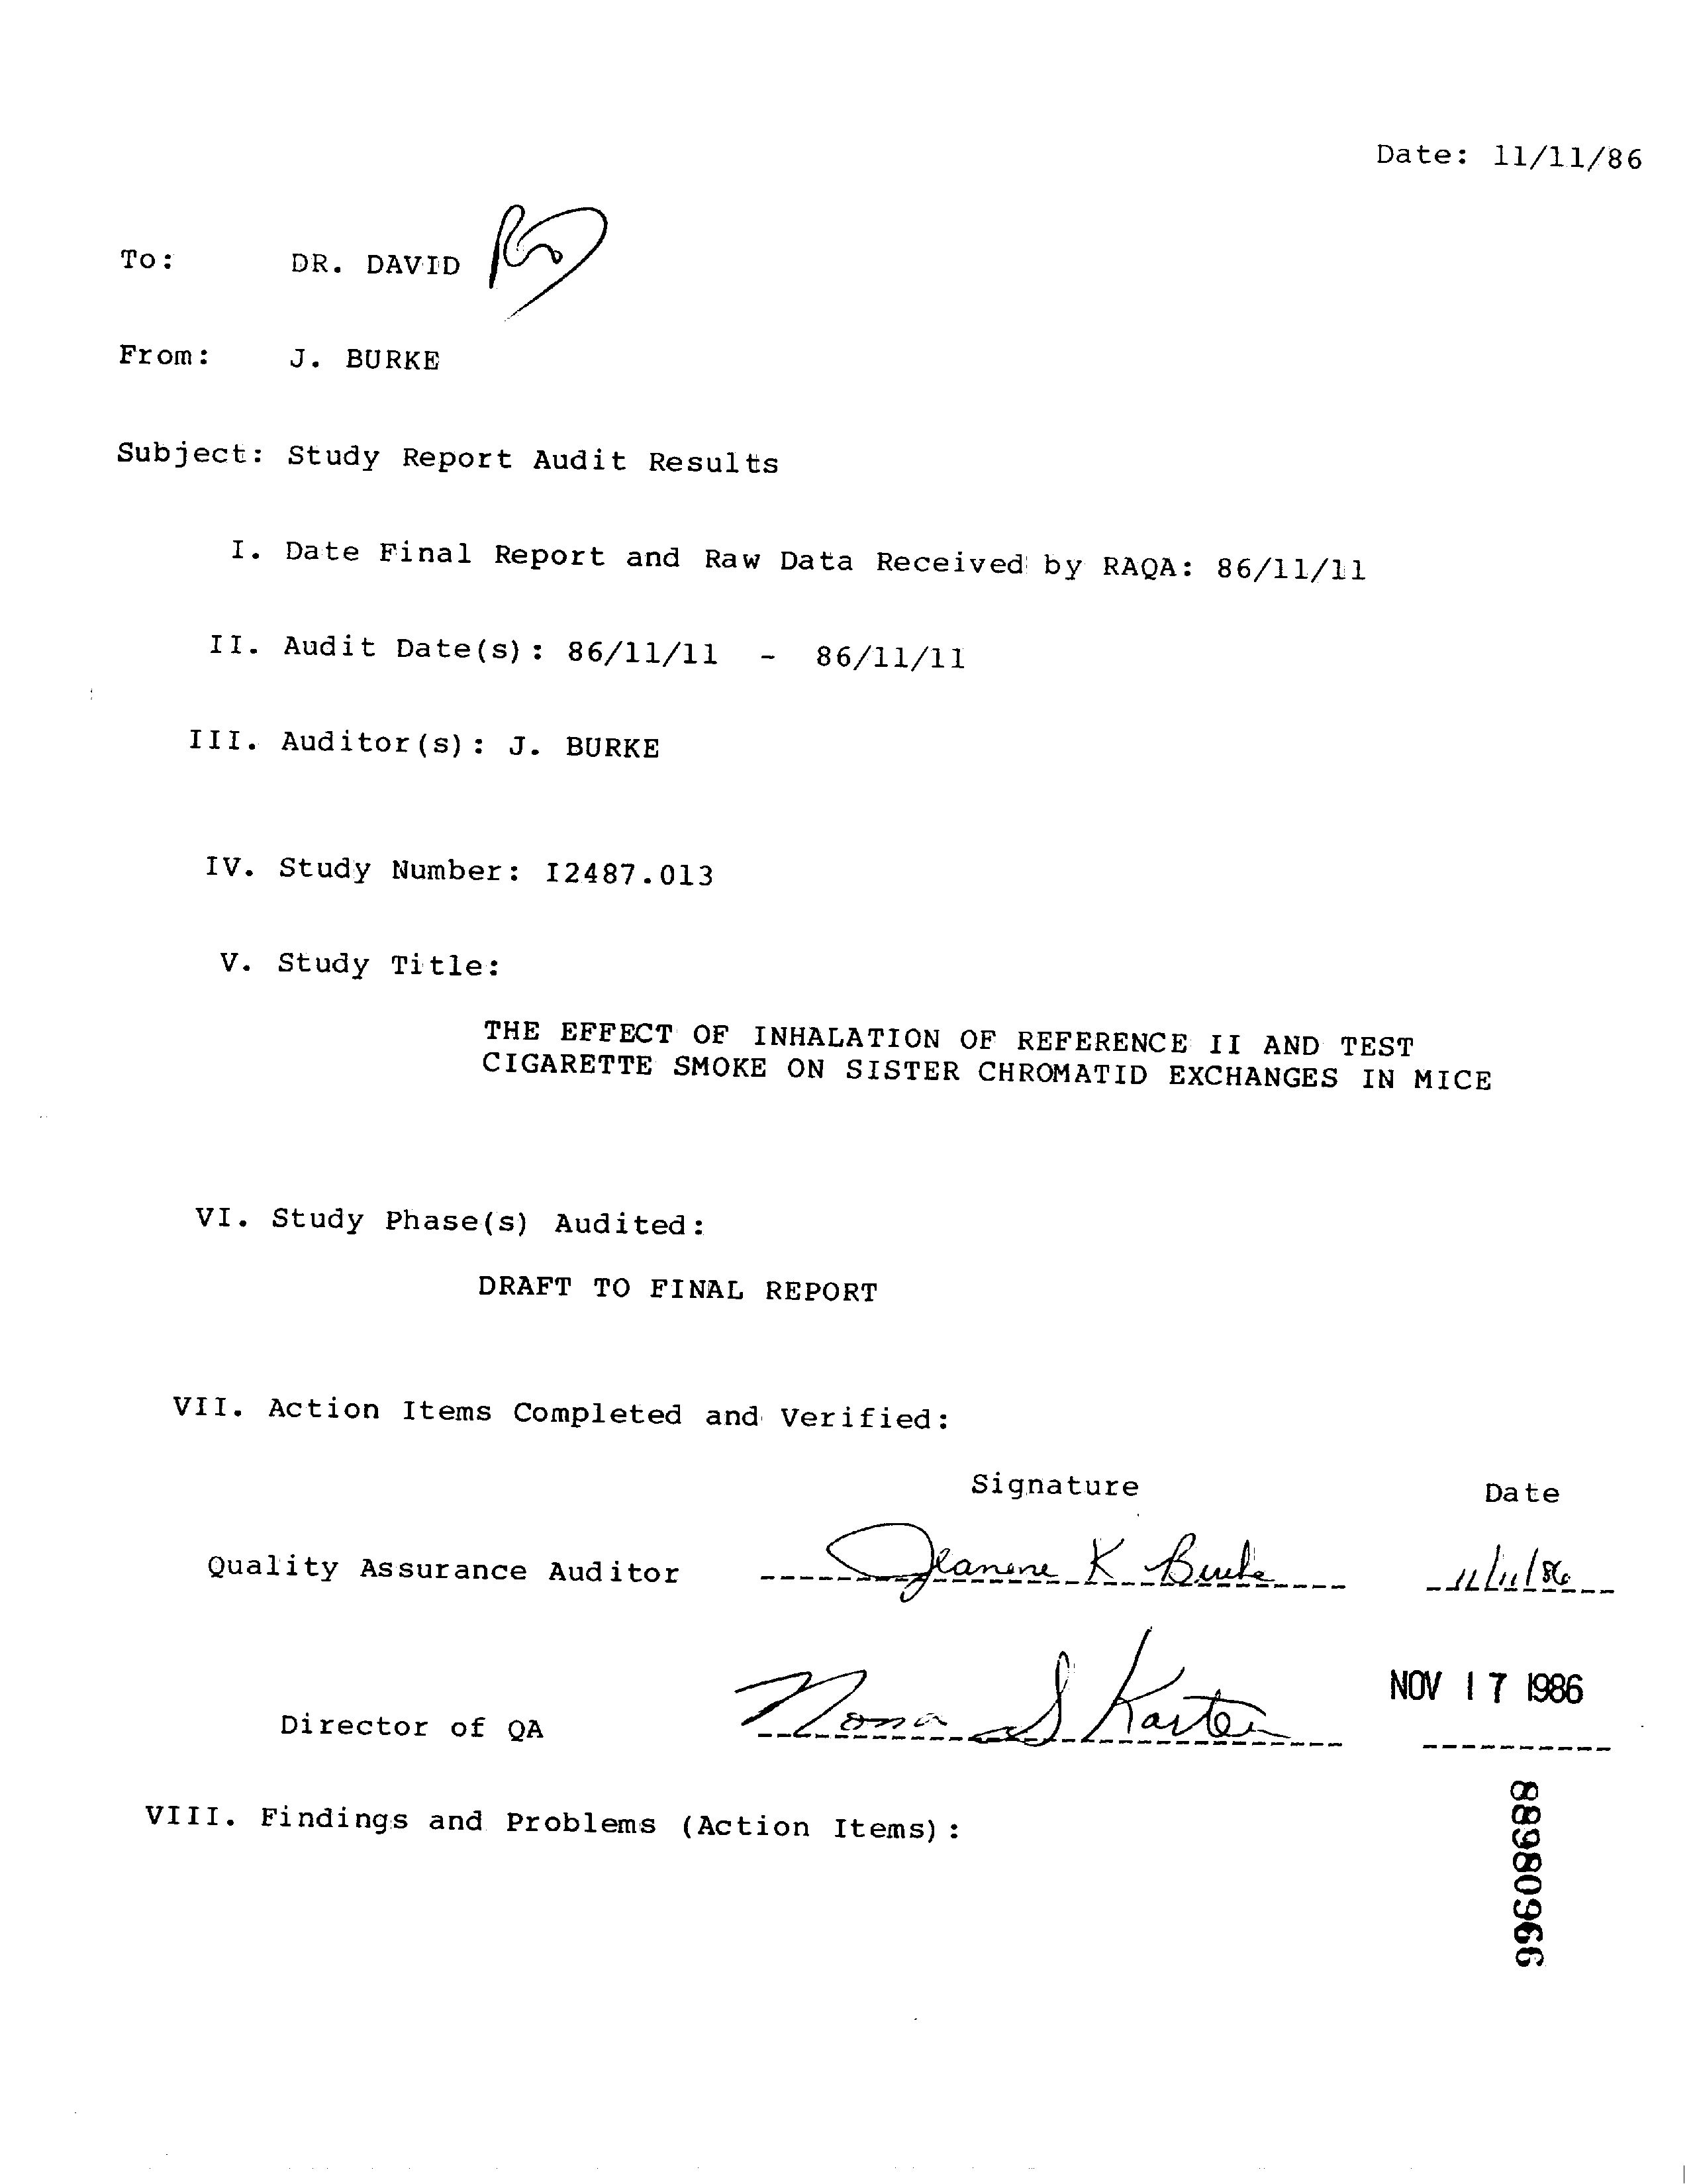 Date: 11/11/86
To: DR. DAVID
From: J. BURKE
Subject: Study Report Audit Results
I. Date Final Report and Raw Data Received by RAQA: 86/11/11
II. Audit Date(s): 86/11/11 - 86/11/11
III. Auditor(s): J. BURKE
IV. Study Number: I2487.013
V. Study Title:
THE EFFECT OF INHALATION OF REFERENCE II AND TEST
CIGARETTE SMOKE ON SISTER CHROMATID EXCHANGES IN MICE
VI. Study Phase(s) Audited:
DRAFT TO FINAL REPORT
VII. Action Items Completed and Verified:
Signature Date
Quality Assurance Auditor Jeanene K Burke 11/11/86
Director of QA Nona S Karten NOV 17 1986
VIII. Findings and Problems (Action Items):
88980966